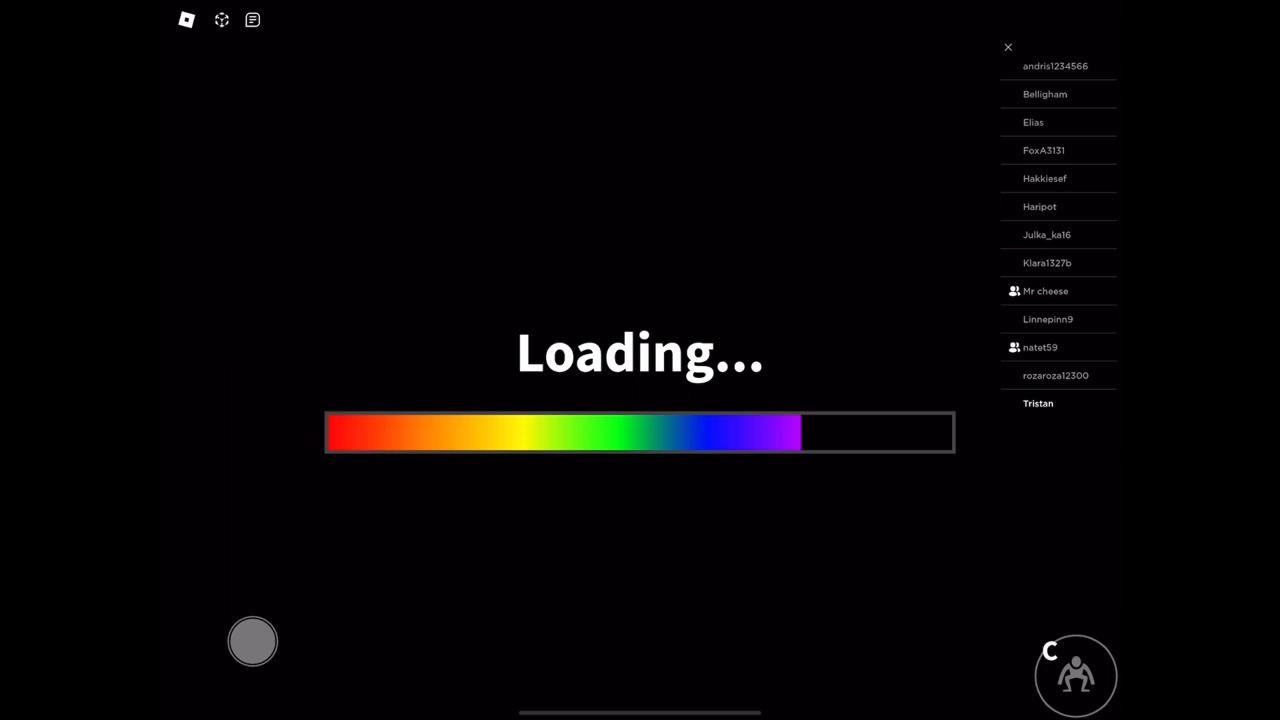 andris1234566
Belligham
Elias
FoxA3131
Hakkiesef
Haripot
Julka_ka16
Klara1327b
Mr cheese
Linnepinn9
natet59
rozaroza12300
Tristan
Loading...
C